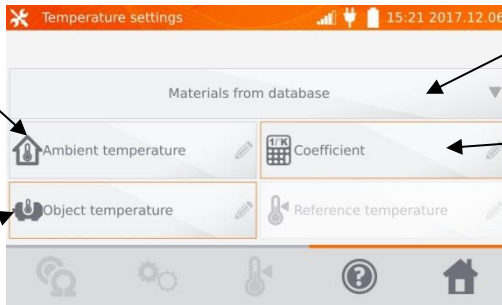 Temperature settings 15:21 2017.12.06
Materials from database
Ambient temperature
1/°K
Coefficient
Object temperature
Reference temperature
?